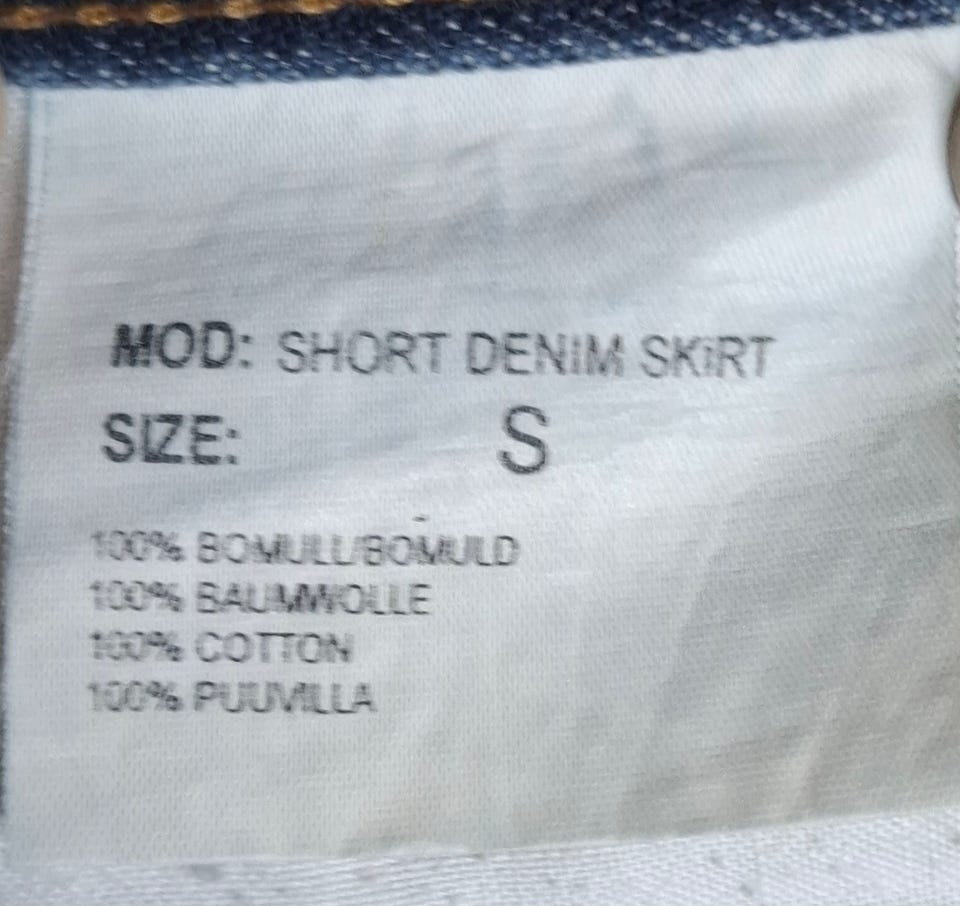 MOD: SHORT DENIM SKIRT
SIZE: S
100% BOMULL/BOMULD
100% BAUMWOLLE
100% COTTON
100% PUUVILLA